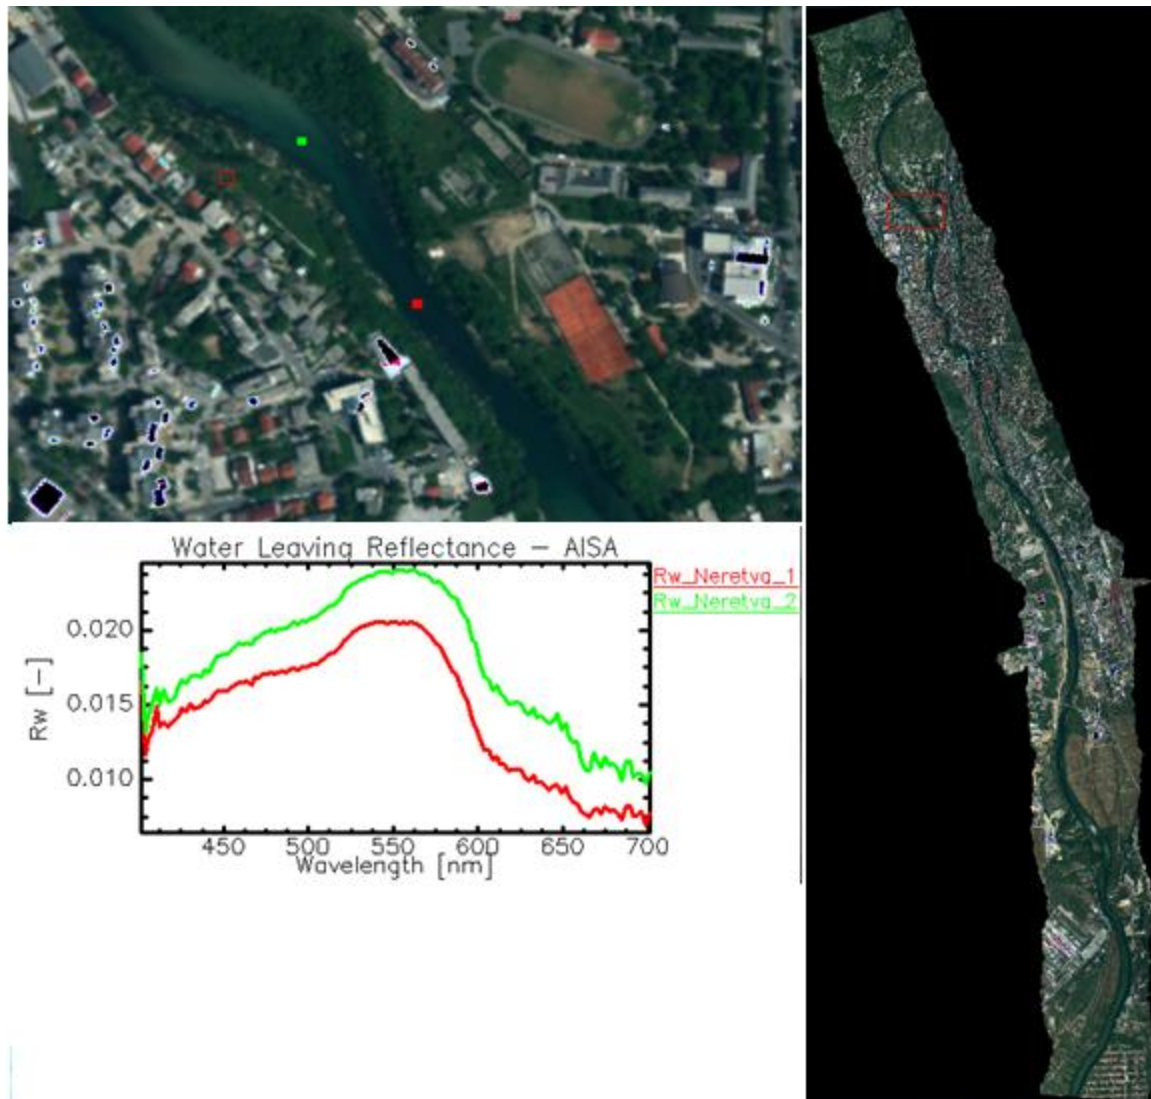 Water Leaving Reflectance – AISA
Rw_Neretva_1
Rw_Neretva_2
0.020
0.015
0.010
Rw [-]
450 500 550 600 650 700
Wavelength [nm]